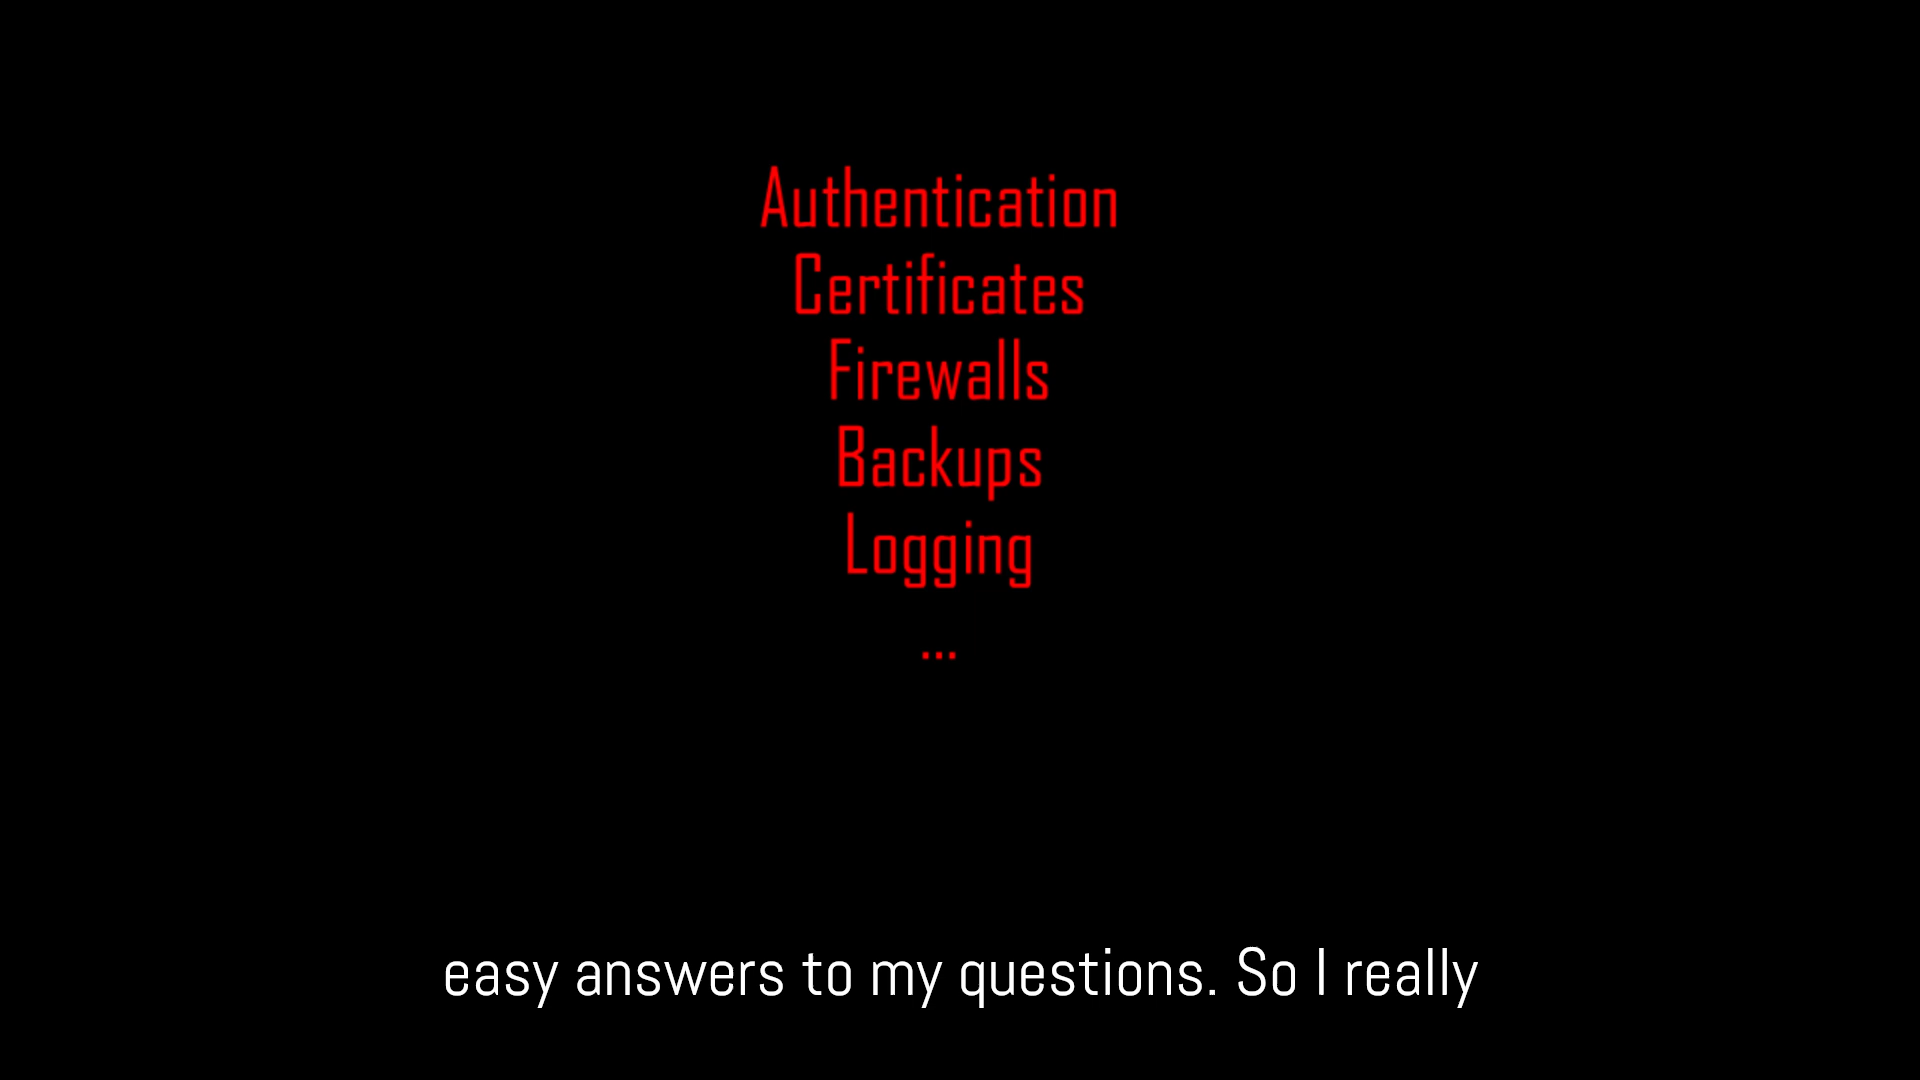 Authentication
Certificates
Firewalls
Backups
Logging
...
easy answers to my questions. So I really